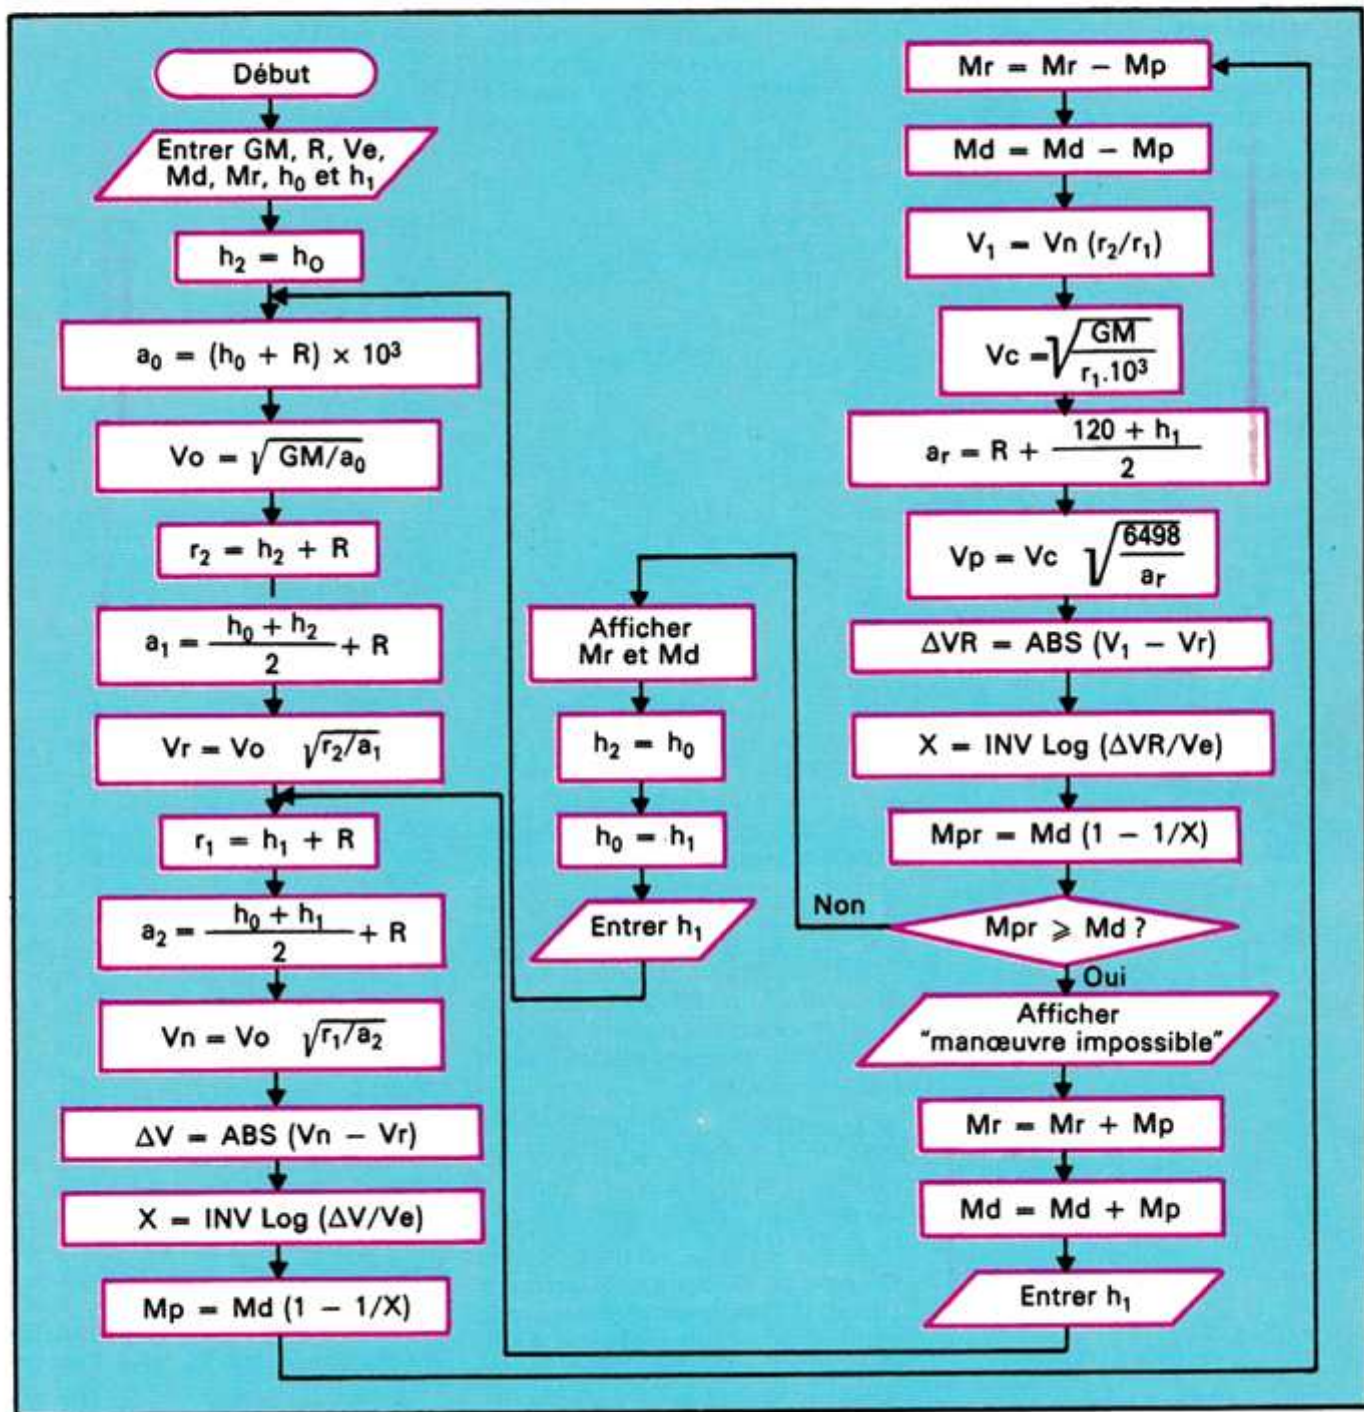 Début
Entrer GM, R, Ve,
Md, Mr, h₀ et h₁
h₂ = h₀
a₀ = (h₀ + R) × 10³
Vo = √GM/a₀
r₂ = h₂ + R
a₁ = (h₀ + h₂)/2 + R
Vr = Vo √r₂/a₁
r₁ = h₁ + R
a₂ = (h₀ + h₁)/2 + R
Vn = Vo √r₁/a₂
ΔV = ABS (Vn − Vr)
X = INV Log (ΔV/Ve)
Mp = Md (1 − 1/X)
Afficher
Mr et Md
h₂ = h₀
h₀ = h₁
Entrer h₁
Mr = Mr − Mp
Md = Md − Mp
V₁ = Vn (r₂/r₁)
Vc = √GM/r₁.10³
aᵣ = R + (120 + h₁)/2
Vp = Vc √6498/aᵣ
ΔVR = ABS (V₁ − Vr)
X = INV Log (ΔVR/Ve)
Mpr = Md (1 − 1/X)
Non
Mpr ⩾ Md ?
Oui
Afficher
"manœuvre impossible"
Mr = Mr + Mp
Md = Md + Mp
Entrer h₁